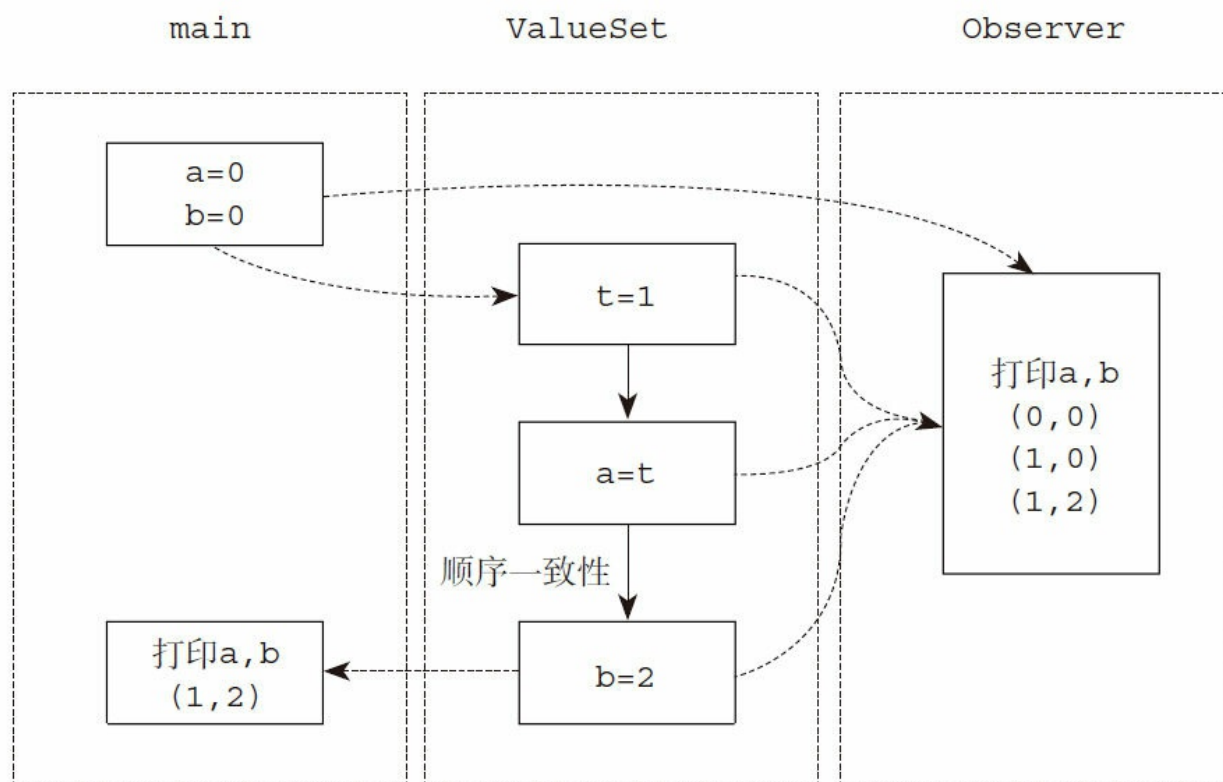 main
ValueSet
Observer
a=0
b=0
t=1
a=t
顺序一致性
b=2
打印a,b
(1,2)
打印a,b
(0,0)
(1,0)
(1,2)